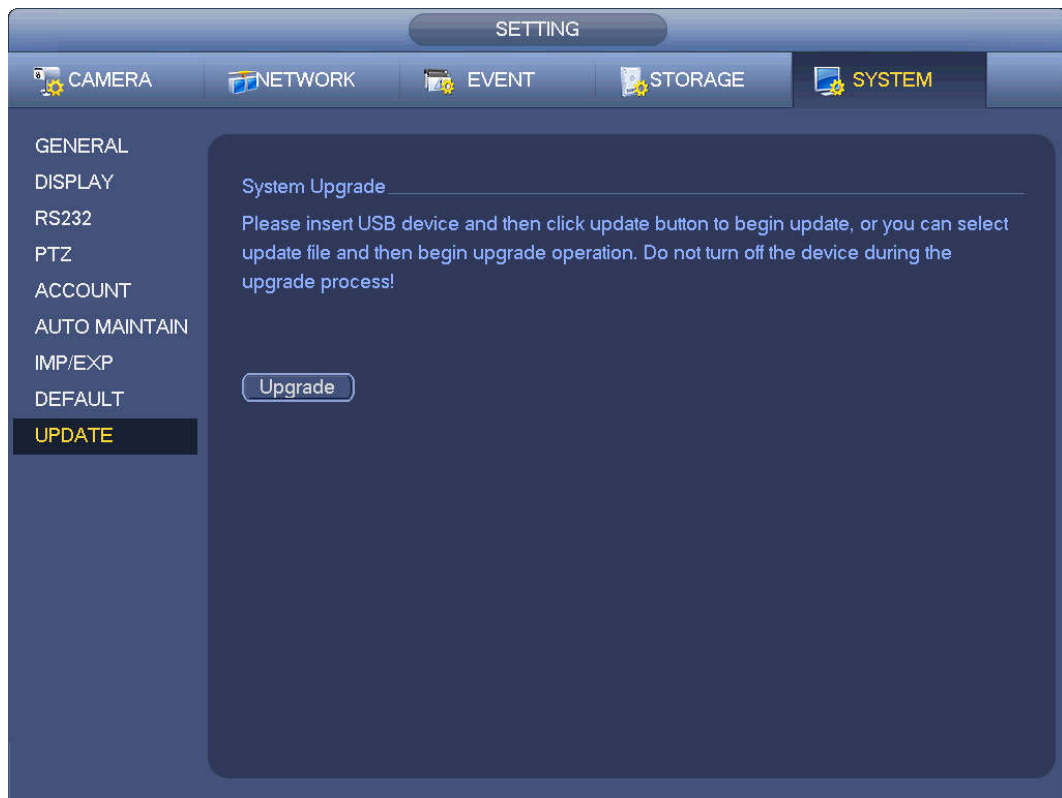 SETTING
CAMERA NETWORK EVENT STORAGE SYSTEM
GENERAL
DISPLAY
RS232
PTZ
ACCOUNT
AUTO MAINTAIN
IMP/EXP
DEFAULT
UPDATE
System Upgrade
Please insert USB device and then click update button to begin update, or you can select
update file and then begin upgrade operation. Do not turn off the device during the
upgrade process!
Upgrade